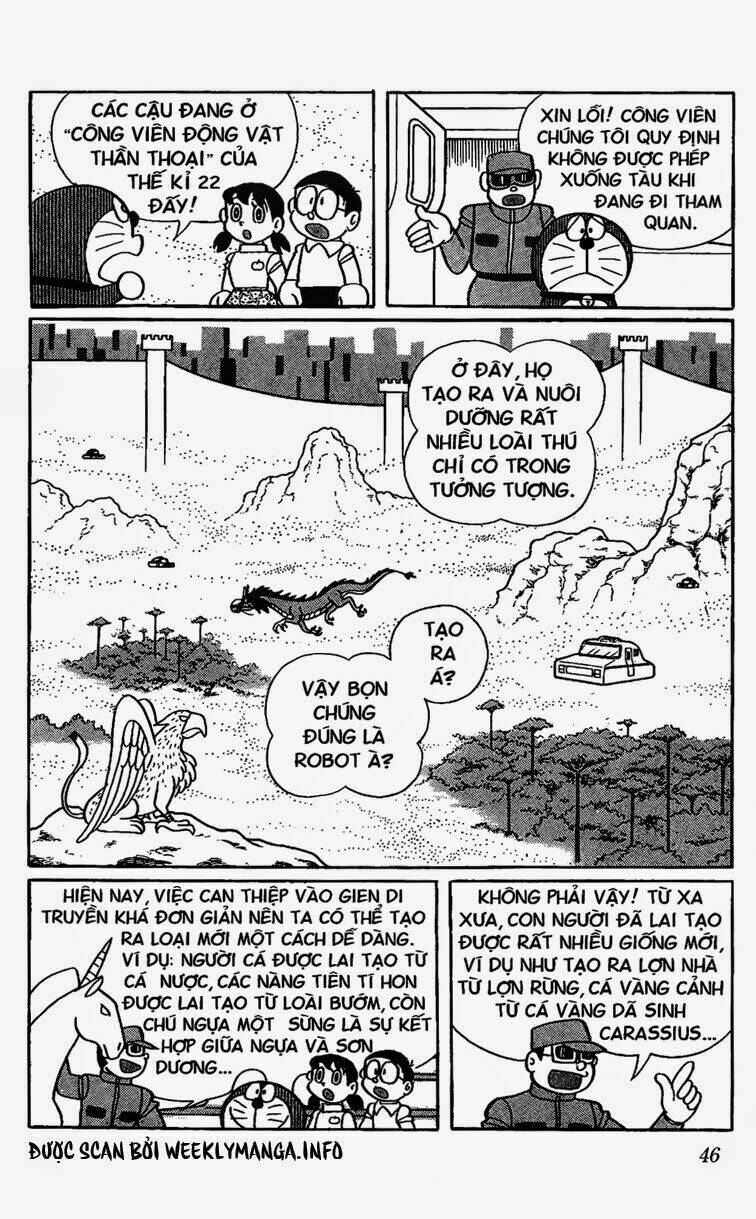 XIN LỖI! CÔNG VIÊN
CHÚNG TÔI QUY ĐỊNH
KHÔNG ĐƯỢC PHÉP
XUỐNG TÀU KHI
ĐANG ĐI THAM
QUAN.
CÁC CẬU ĐANG Ở
“CÔNG VIÊN ĐỘNG VẬT
THẦN THOẠI” CỦA
THẾ KỈ 22
ĐẤY!
Ở ĐÂY, HỌ
TẠO RA VÀ NUÔI
DƯỠNG RẤT
NHIỀU LOÀI THÚ
CHỈ CÓ TRONG
TƯỞNG TƯỢNG.
TẠO
RA
Á?
VẬY BỌN
CHÚNG
ĐÚNG LÀ
ROBOT À?
KHÔNG PHẢI VẬY! TỪ XA
XƯA, CON NGƯỜI ĐÃ LAI TẠO
ĐƯỢC RẤT NHIỀU GIỐNG MỚI,
VÍ DỤ NHƯ TẠO RA LỢN NHÀ
TỪ LỢN RỪNG, CÁ VÀNG CẢNH
TỪ CÁ VÀNG DÃ SINH
CARASSIUS...
HIỆN NAY, VIỆC CAN THIỆP VÀO GIEN DI
TRUYỀN KHÁ ĐƠN GIẢN NÊN TA CÓ THỂ TẠO
RA LOẠI MỚI MỘT CÁCH DỄ DÀNG.
VÍ DỤ: NGƯỜI CÁ ĐƯỢC LAI TẠO TỪ
CÁ NƯỢC, CÁC NÀNG TIÊN TÍ HON
ĐƯỢC LAI TẠO TỪ LOÀI BƯỚM, CÒN
CHÚ NGỰA MỘT SỪNG LÀ SỰ KẾT
HỢP GIỮA NGỰA VÀ SƠN
DƯƠNG...
ĐƯỢC SCAN BỞI WEEKLYMANGA.INFO
46